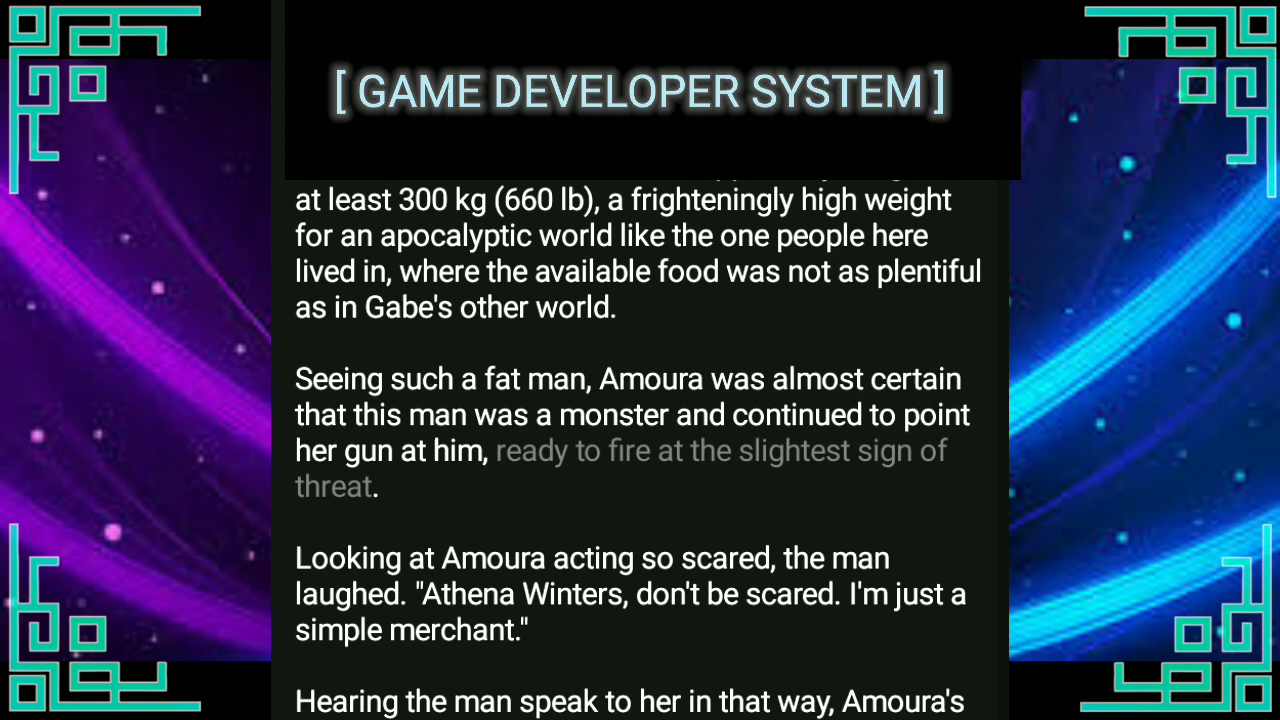 [ GAME DEVELOPER SYSTEM ]
at least 300 kg (660 lb), a frighteningly high weight
for an apocalyptic world like the one people here
lived in, where the available food was not as plentiful
as in Gabe's other world.
Seeing such a fat man, Amoura was almost certain
that this man was a monster and continued to point
her gun at him, ready to fire at the slightest sign of
threat.
Looking at Amoura acting so scared, the man
laughed. "Athena Winters, don't be scared. I'm just a
simple merchant."
Hearing the man speak to her in that way, Amoura's